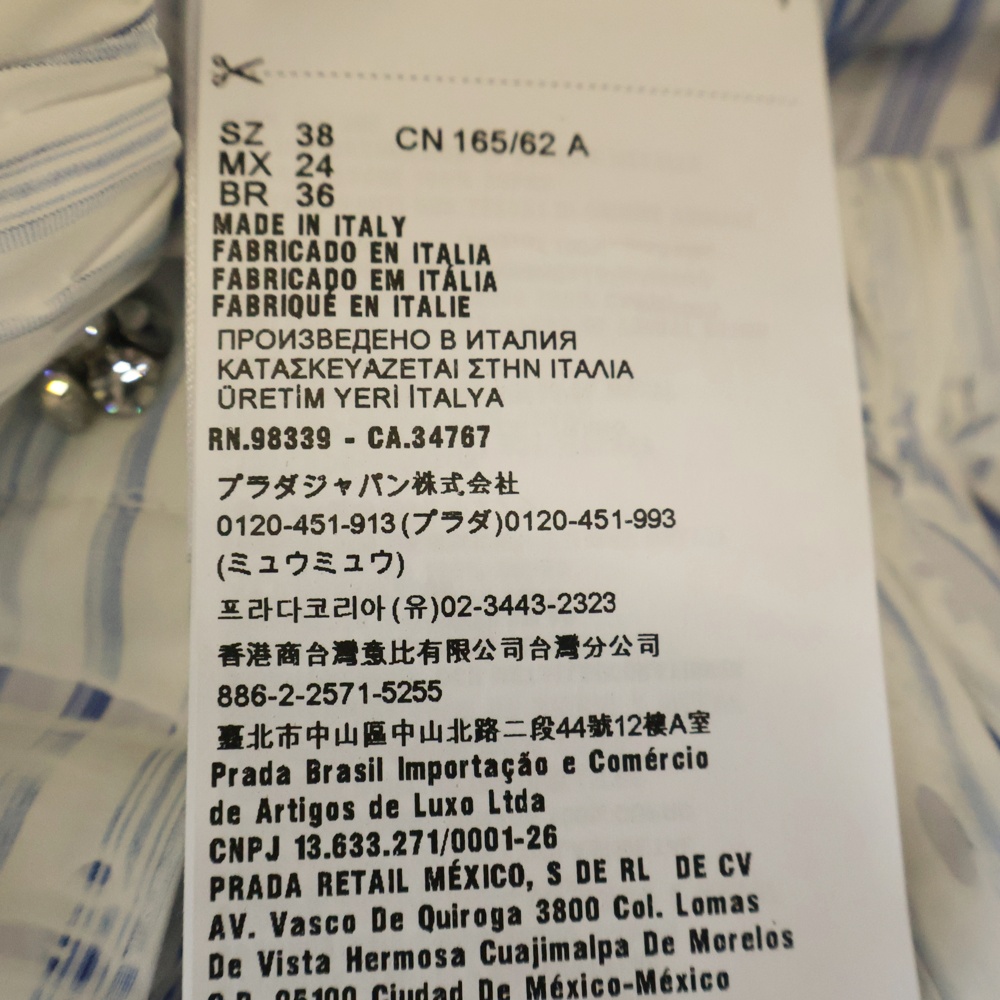 SZ 38 CN 165/62 A
MX 24
BR 36
MADE IN ITALY
FABRICADO EN ITALIA
FABRICADO EM ITÁLIA
FABRIQUÉ EN ITALIE
ПРОИЗВЕДЕНО В ИТАЛИЯ
ΚΑΤΑΣΚΕΥΑΖΕΤΑΙ ΣΤΗΝ ΙΤΑΛΙΑ
ÜRETİM YERİ İTALYA
RN.98339 - CA.34767
プラダジャパン株式会社
0120-451-913(プラダ)0120-451-993
(ミュウミュウ)
프라다코리아(유)02-3443-2323
香港商台灣意比有限公司台灣分公司
886-2-2571-5255
臺北市中山區中山北路二段44號12樓A室
Prada Brasil Importação e Comércio
de Artigos de Luxo Ltda
CNPJ 13.633.271/0001-26
PRADA RETAIL MÉXICO, S DE RL DE CV
AV. Vasco De Quiroga 3800 Col. Lomas
De Vista Hermosa Cuajimalpa De Morelos
C.P. 05100 Ciudad De México-México